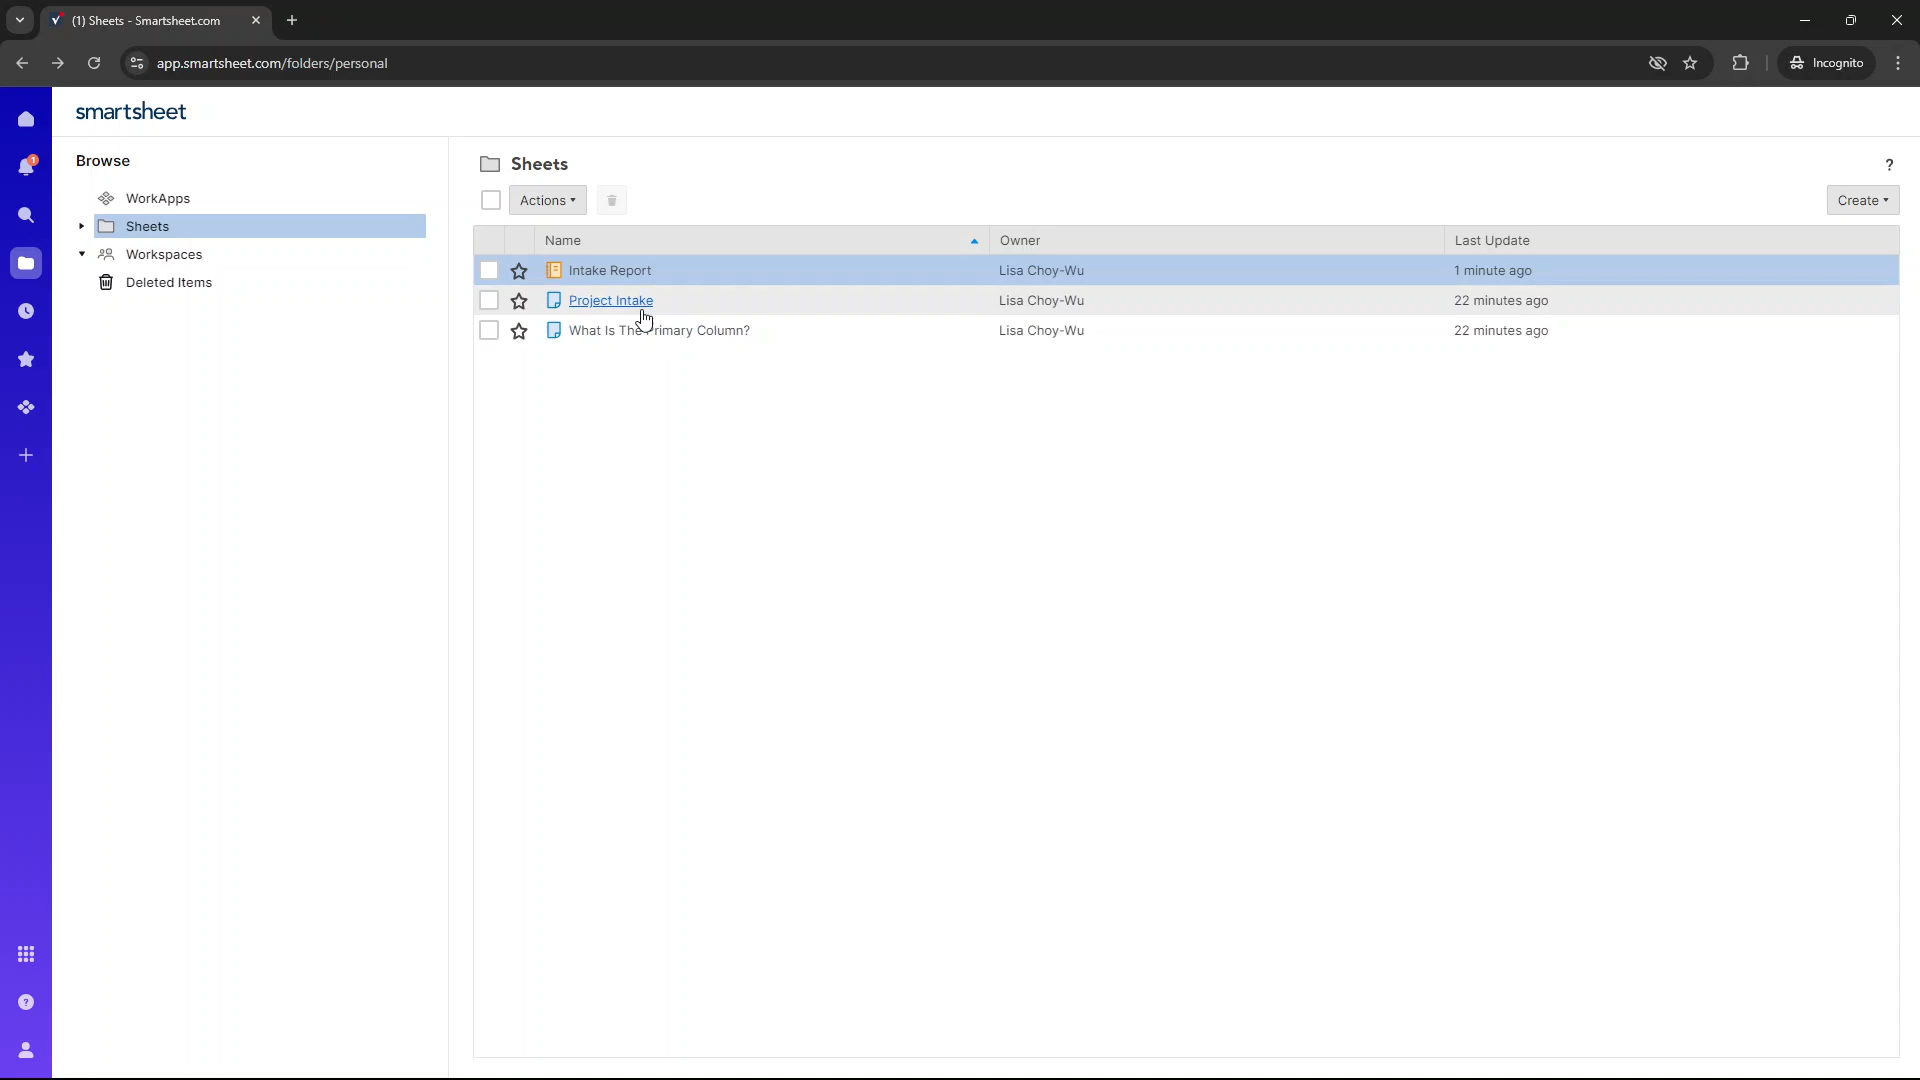 (1) Sheets - Smartsheet.com
app.smartsheet.com/folders/personal
Incognito
smartsheet
Browse
WorkApps
Sheets
Workspaces
Deleted Items
1
?
Sheets
?
Actions
Create
Name Owner Last Update
Intake Report Lisa Choy-Wu 1 minute ago
Project Intake Lisa Choy-Wu 22 minutes ago
What Is The Primary Column? Lisa Choy-Wu 22 minutes ago